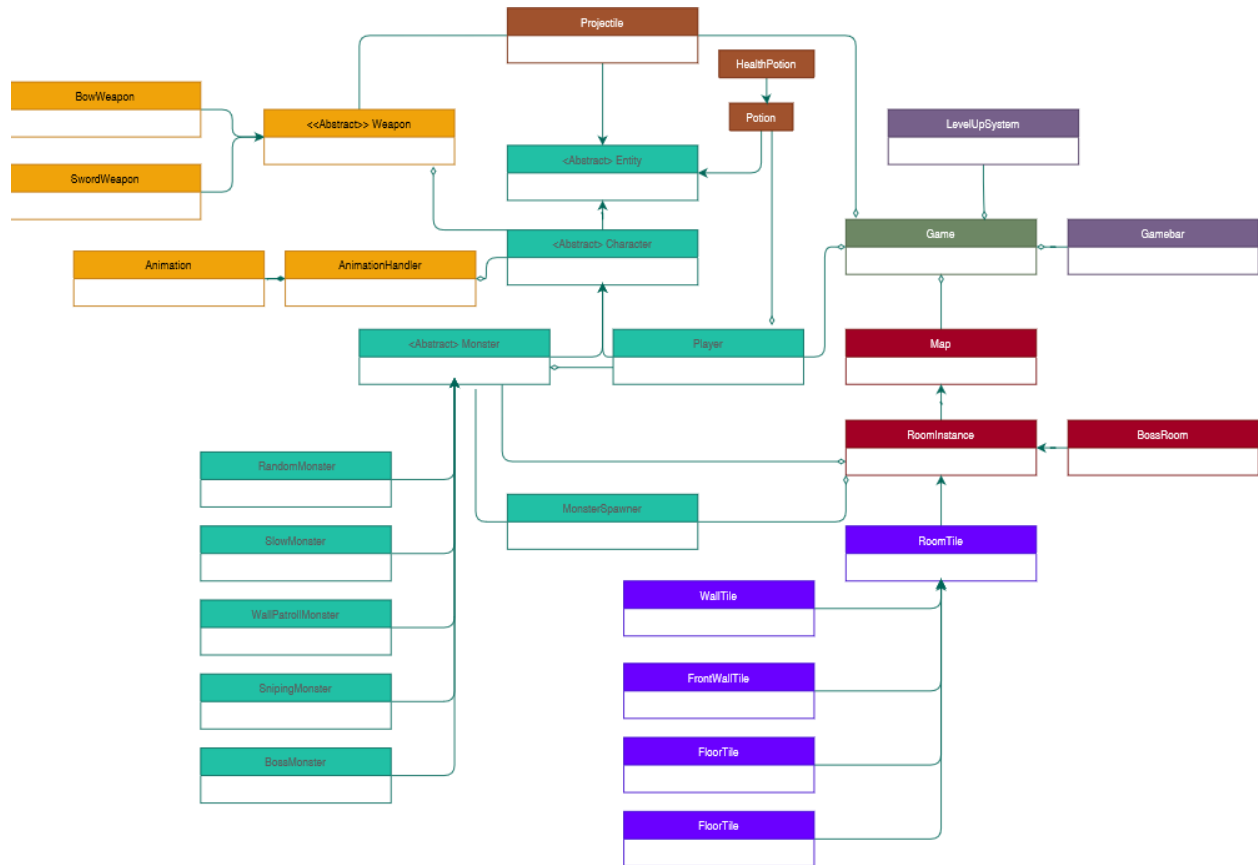 Projectile
HealthPotion
BowWeapon
<<Abstract>> Weapon
Potion
LevelUpSystem
<Abstract> Entity
SwordWeapon
<Abstract> Character
Game
Gamebar
Animation
AnimationHandler
<Abstract> Monster
Player
Map
RoomInstance
BossRoom
RandomMonster
MonsterSpawner
SlowMonster
RoomTile
WallTile
WallPatrollMonster
FrontWallTile
SnipingMonster
FloorTile
BossMonster
FloorTile